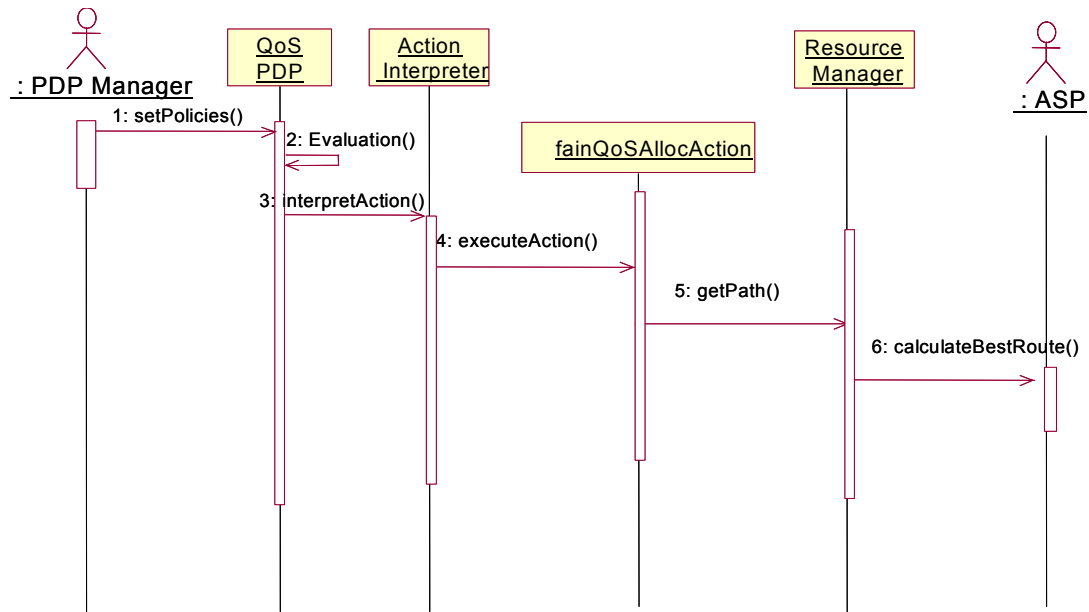 : PDP Manager
QoS
PDP
Action
Interpreter
fainQoSAllocAction
Resource
Manager
: ASP
1: setPolicies()
2: Evaluation()
3: interpretAction()
4: executeAction()
5: getPath()
6: calculateBestRoute()